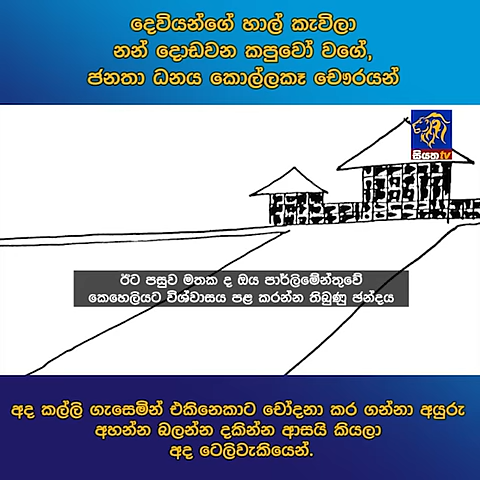 දෙවියන්ගේ හාල් කැවිලා
නන් දොඩවන කපුවෝ වගේ,
ජනතා ධනය කොල්ලකෑ චෞරයන්
සියත tv
ඊට පසුව මතක ද ඔය පාර්ලිමේන්තුවේ
කෙහෙලියට විශ්වාසය පළ කරන්න තිබුණු ඡන්දය
අද කල්ලි ගැසෙමින් එකිනෙකාට චෝදනා කර ගන්නා අයුරු
අහන්න බලන්න දකින්න ආසයි කියලා
අද ටෙලිවැකියෙන්.